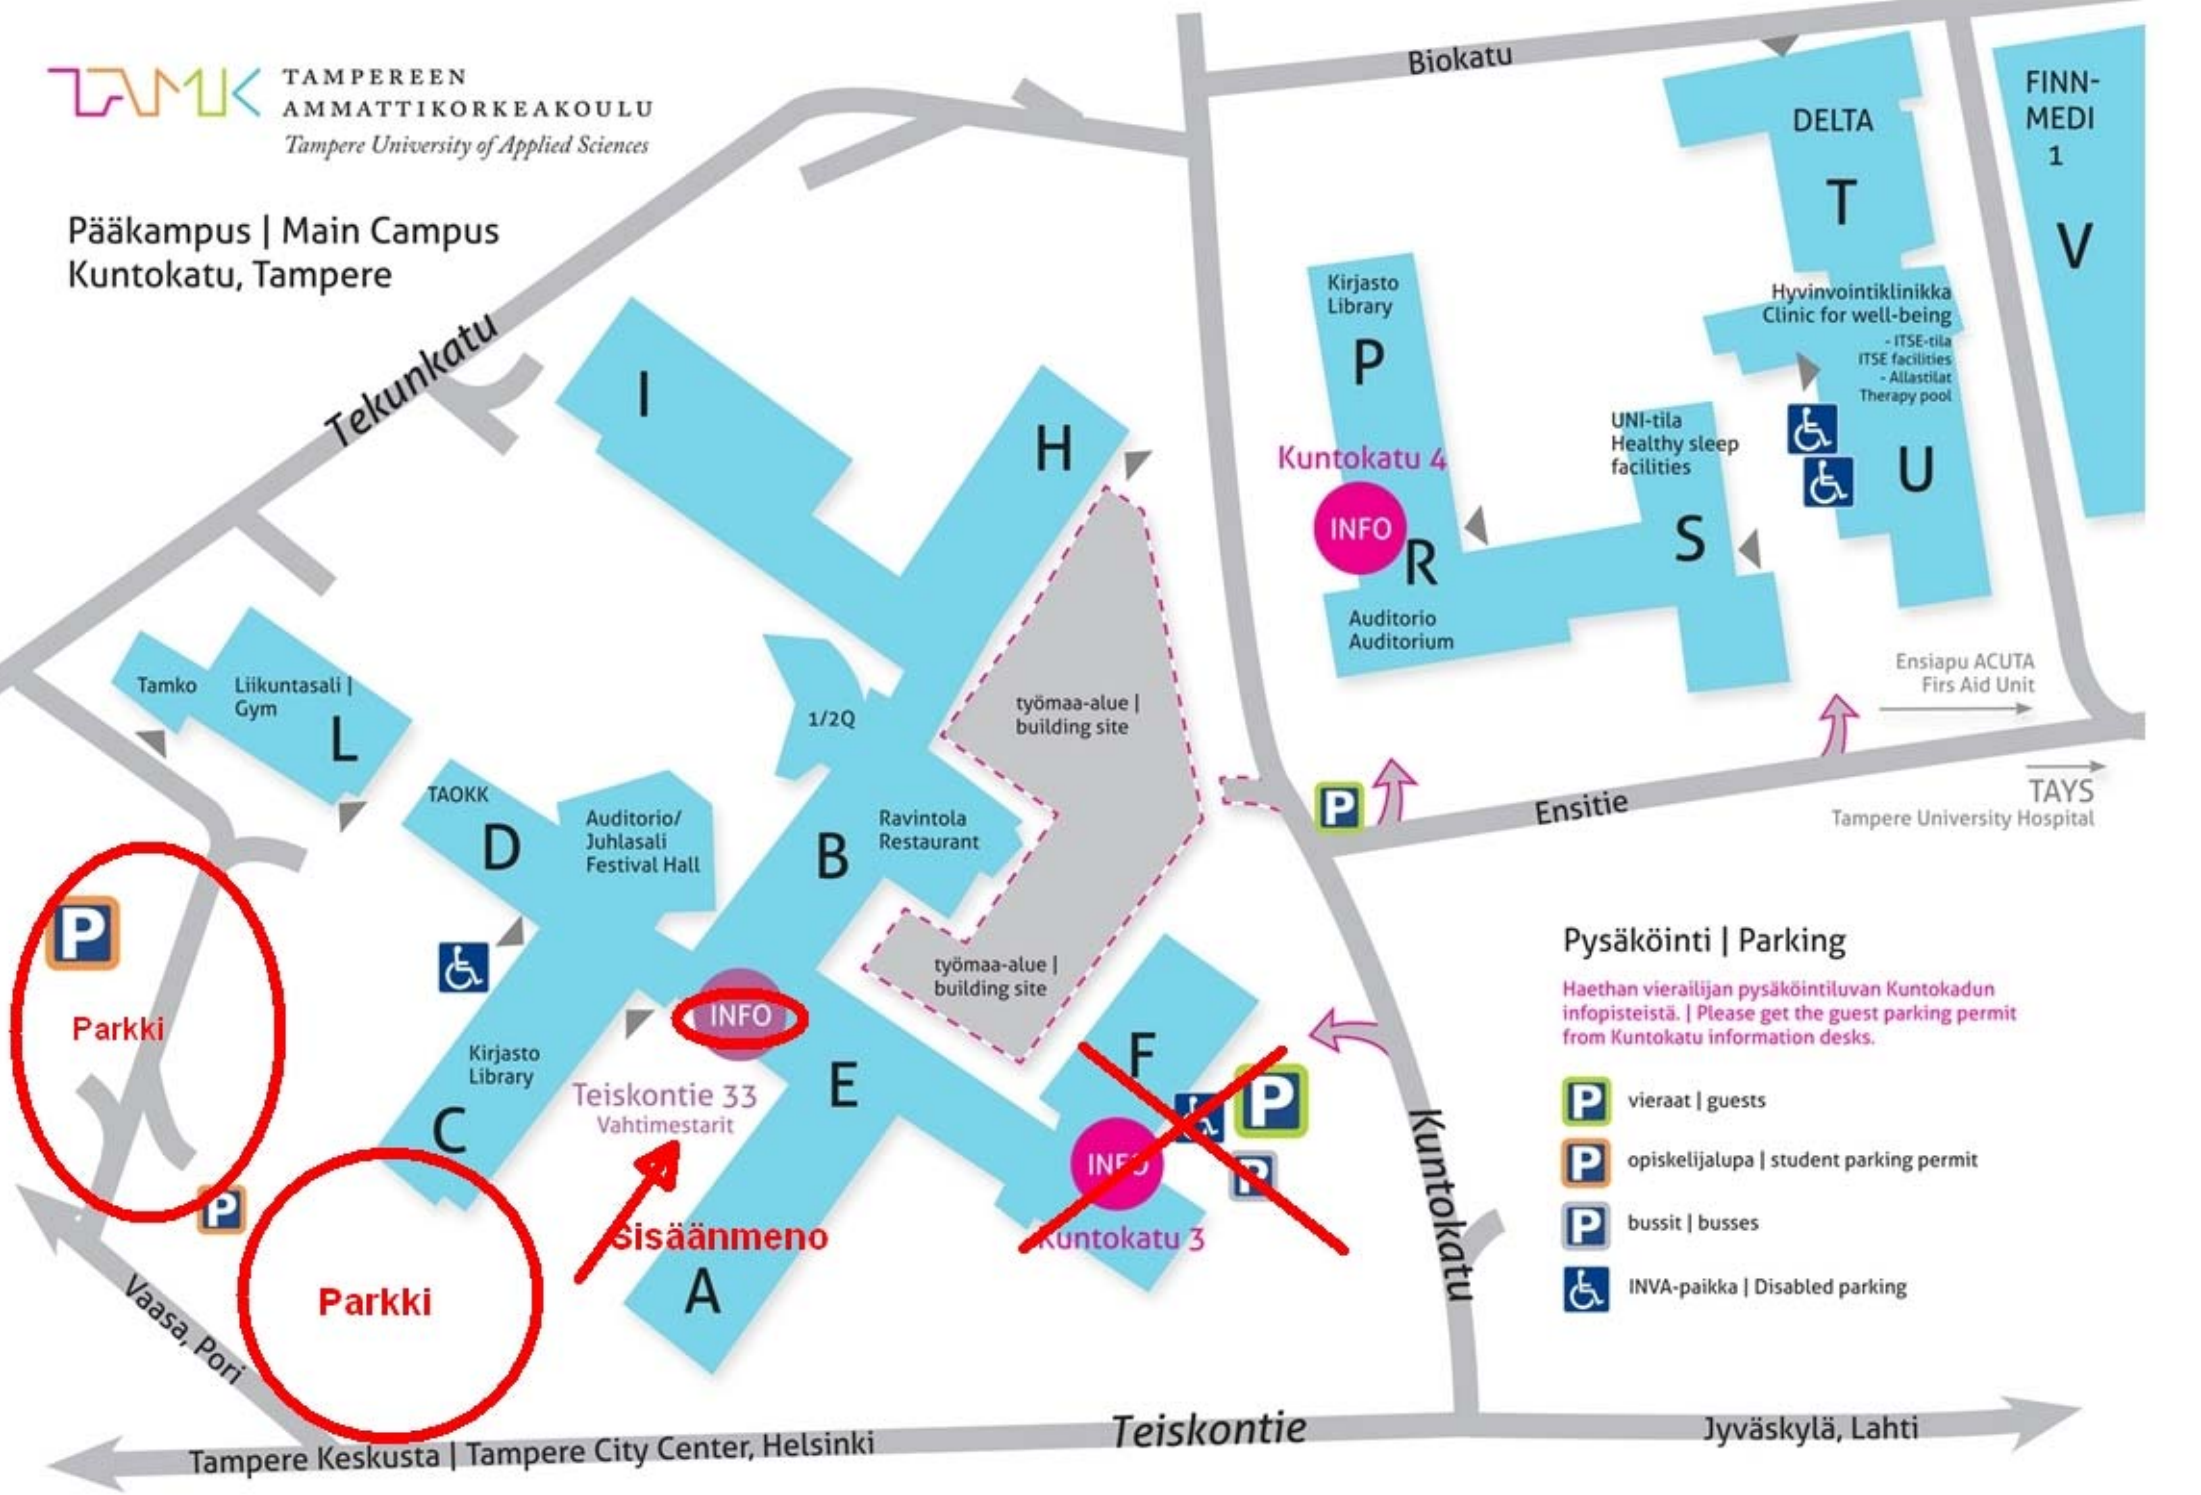 TAMK
TAMPEREEN
AMMATTIKORKEAKOULU
Tampere University of Applied Sciences
Pääkampus | Main Campus
Kuntokatu, Tampere
Biokatu
Tekunkatu
DELTA
T
FINN-
MEDI
1
V
I
H
Kirjasto
Library
P
Kuntokatu 4
INFO
R
Auditorio
Auditorium
Hyvinvointiklinikka
Clinic for well-being
- ITSE-tila
ITSE facilities
- Allastilat
Therapy pool
U
UNI-tila
Healthy sleep
facilities
S
Ensiapu ACUTA
Firs Aid Unit
TAYS
Tampere University Hospital
Ensitie
P
Tamko
Liikuntasali |
Gym
L
TAOKK
D
Auditorio/
Juhlasali
Festival Hall
1/2Q
B
Ravintola
Restaurant
työmaa-alue |
building site
työmaa-alue |
building site
P
Parkki
P
Kirjasto
Library
C
INFO
Teiskontie 33
Vahtimestarit
E
F
P
P
INFO
Kuntokatu 3
Sisäänmeno
A
Parkki
Kuntokatu
Vaasa, Pori
Pysäköinti | Parking
Haethan vierailijan pysäköintiluvan Kuntokadun
infopisteistä. | Please get the guest parking permit
from Kuntokatu information desks.
P vieraat | guests
P opiskelijalupa | student parking permit
P bussit | busses
INVA-paikka | Disabled parking
Tampere Keskusta | Tampere City Center, Helsinki
Teiskontie
Jyväskylä, Lahti